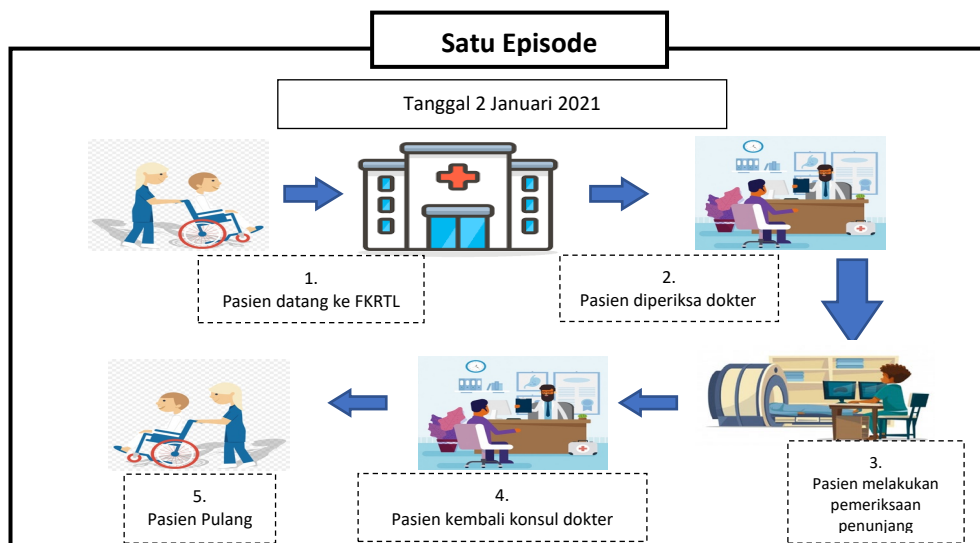 Satu Episode
Tanggal 2 Januari 2021
1.
Pasien datang ke FKRTL
2.
Pasien diperiksa dokter
3.
Pasien melakukan
pemeriksaan
penunjang
4.
Pasien kembali konsul dokter
5.
Pasien Pulang